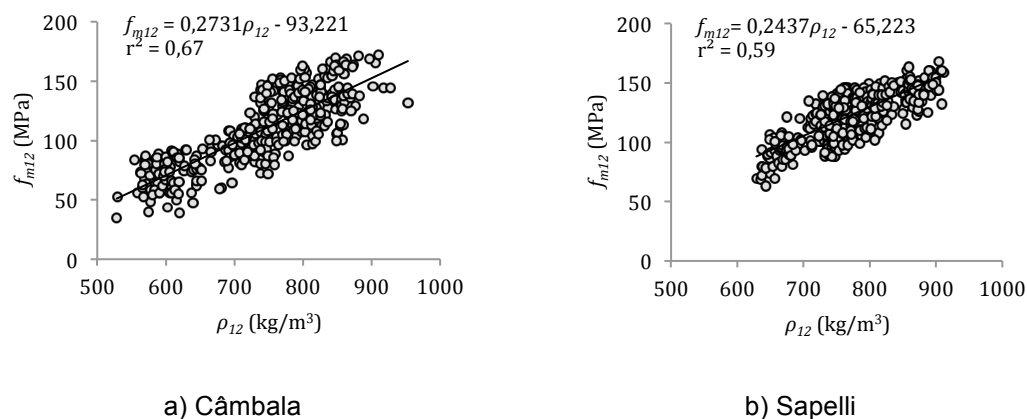 200
150
100
50
0
f_m12 (MPa)
f_m12 = 0,2731ρ_12 - 93,221
r² = 0,67
500 600 700 800 900 1000
ρ_12 (kg/m³)
a) Câmbala
200
150
100
50
0
f_m12 (MPa)
f_m12= 0,2437ρ_12 - 65,223
r² = 0,59
500 600 700 800 900 1000
ρ_12 (kg/m³)
b) Sapelli